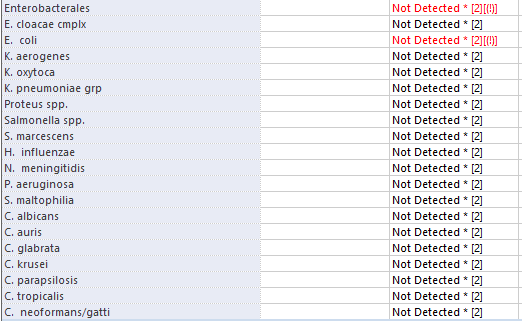 Enterobacterales Not Detected * [2][(!)]
E. cloacae cmplx Not Detected * [2]
E. coli Not Detected * [2][(!)]
K. aerogenes Not Detected * [2]
K. oxytoca Not Detected * [2]
K. pneumoniae grp Not Detected * [2]
Proteus spp. Not Detected * [2]
Salmonella spp. Not Detected * [2]
S. marcescens Not Detected * [2]
H. influenzae Not Detected * [2]
N. meningitidis Not Detected * [2]
P. aeruginosa Not Detected * [2]
S. maltophilia Not Detected * [2]
C. albicans Not Detected * [2]
C. auris Not Detected * [2]
C. glabrata Not Detected * [2]
C. krusei Not Detected * [2]
C. parapsilosis Not Detected * [2]
C. tropicalis Not Detected * [2]
C. neoformans/gatti Not Detected * [2]